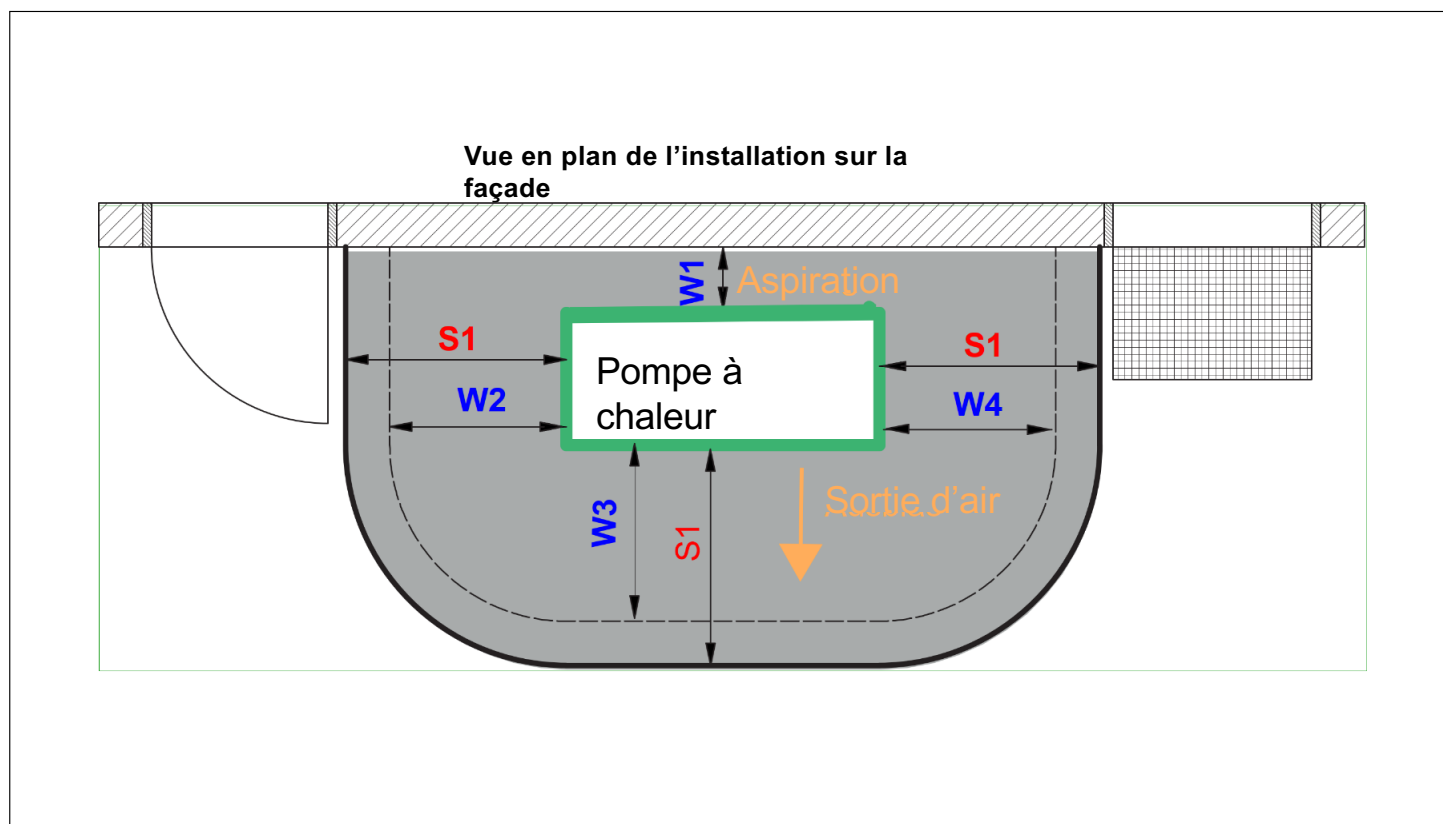 Vue en plan de l’installation sur la
façade
W1
Aspiration
S1
S1
Pompe à
chaleur
W2
W4
W3
S1
Sortie d’air